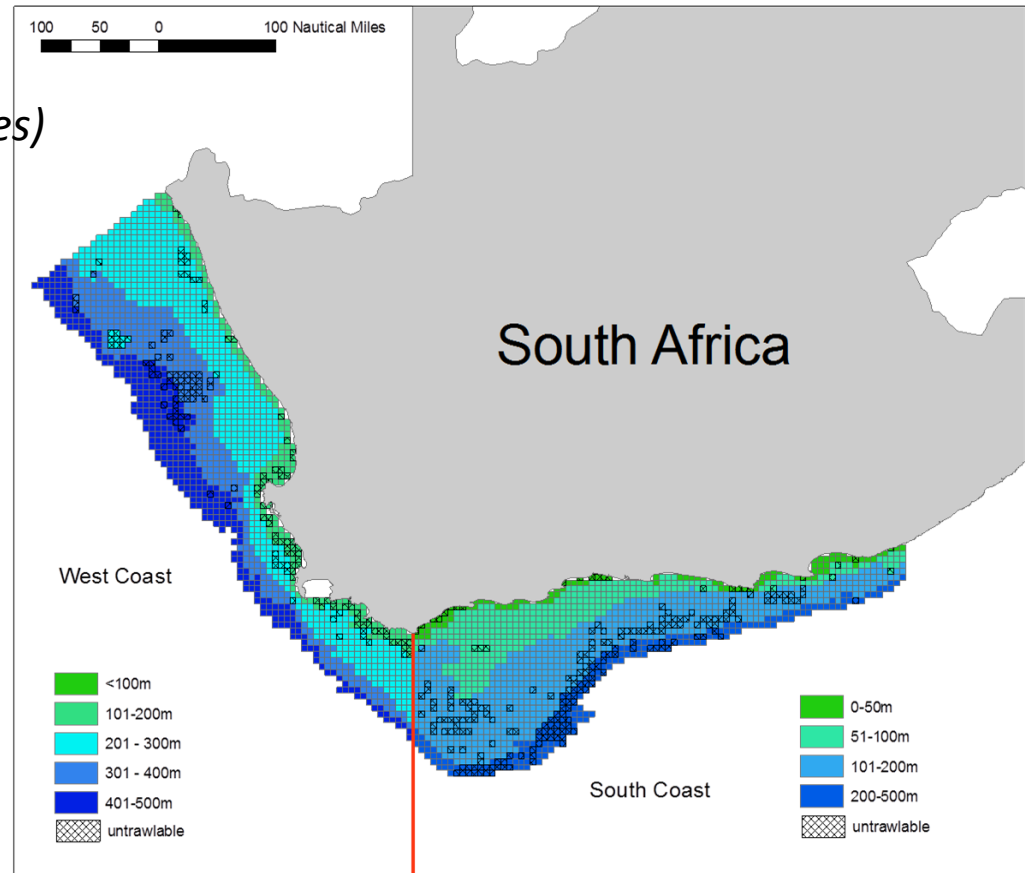 100 50 0 100 Nautical Miles
es)
South Africa
West Coast
<100m
101-200m
201 - 300m
301 - 400m
401-500m
untrawlable
South Coast
0-50m
51-100m
101-200m
200-500m
untrawlable